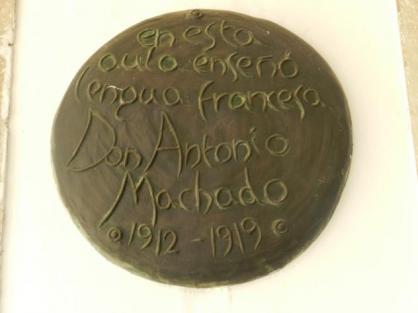 en esta
aula enseñó
lengua francesa
Don Antonio
Machado
1912 - 1919